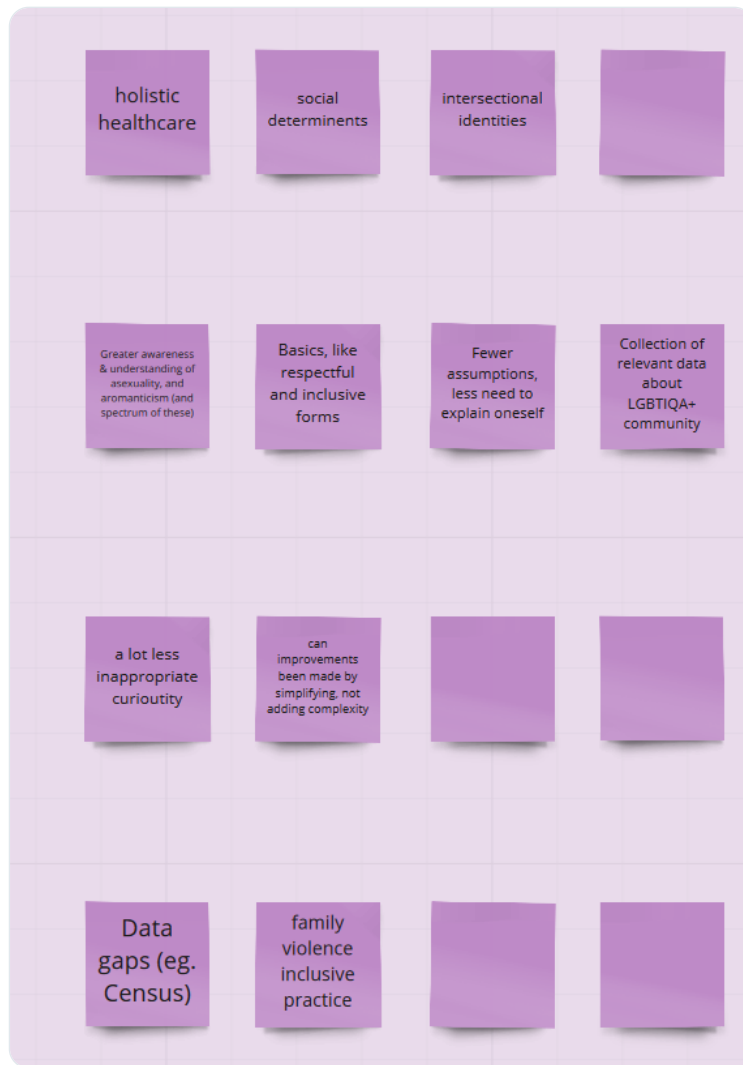 holistic
healthcare
social
determinents
intersectional
identities
Greater awareness
& understanding of
asexuality, and
aromanticism (and
spectrum of these)
Basics, like
respectful
and inclusive
forms
Fewer
assumptions,
less need to
explain oneself
Collection of
relevant data
about
LGBTIQA+
community
a lot less
inappropriate
curioutity
can
improvements
been made by
simplifying, not
adding complexity
Data
gaps (eg.
Census)
family
violence
inclusive
practice